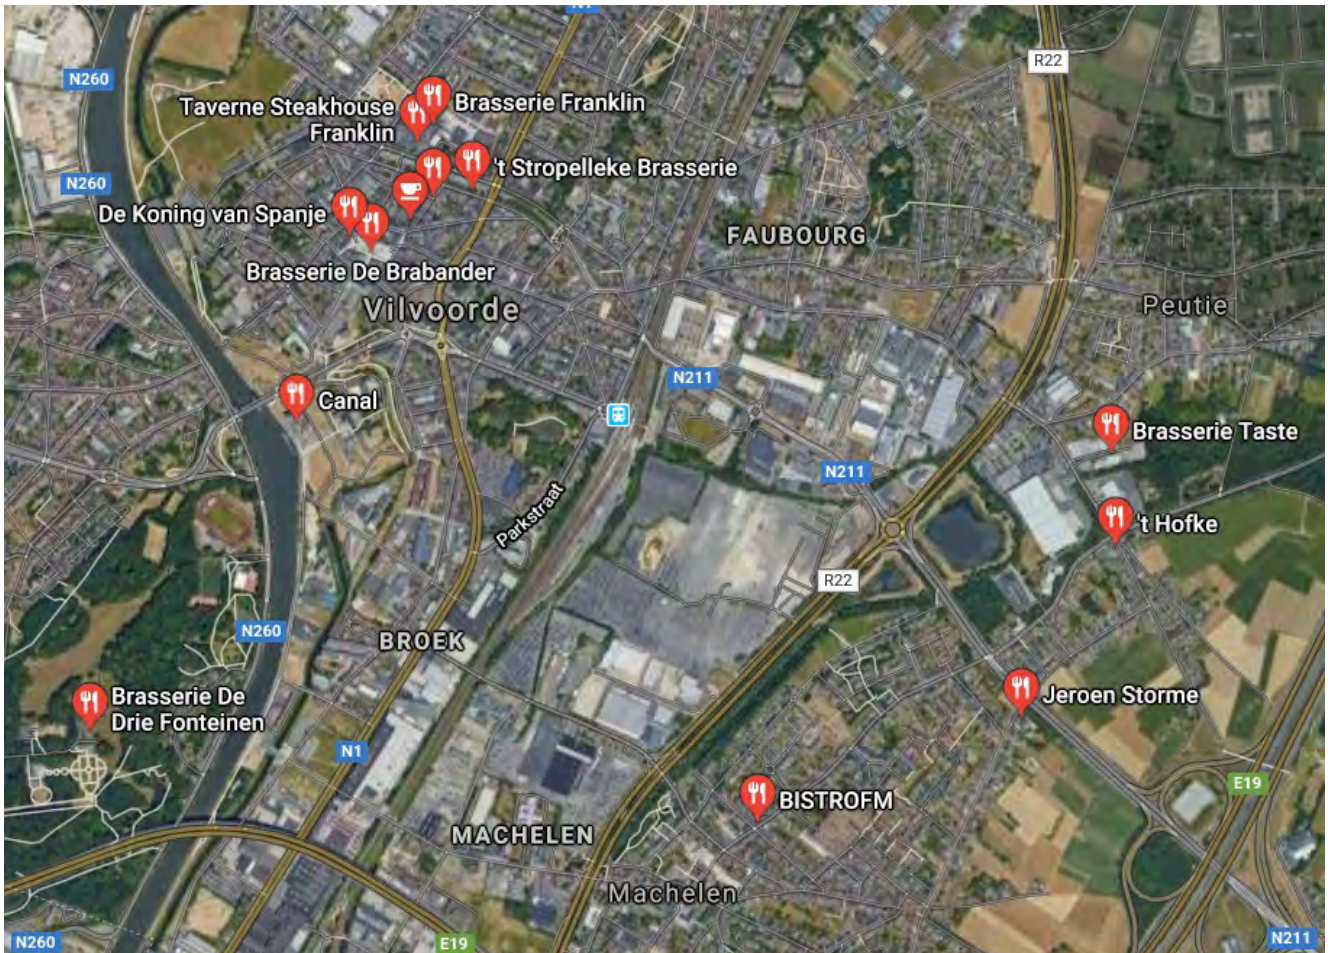 N1
R22
N260
Taverne Steakhouse
Franklin
Brasserie Franklin
N260
't Stropelleke Brasserie
De Koning van Spanje
FAUBOURG
Brasserie De Brabander
Vilvoorde
Peutie
N211
Canal
Brasserie Taste
N211
Parkstraat
't Hofke
R22
N260
BROEK
Brasserie De
Drie Fonteinen
Jeroen Storme
N1
E19
BISTROFM
MACHELEN
Machelen
N260
E19
N211